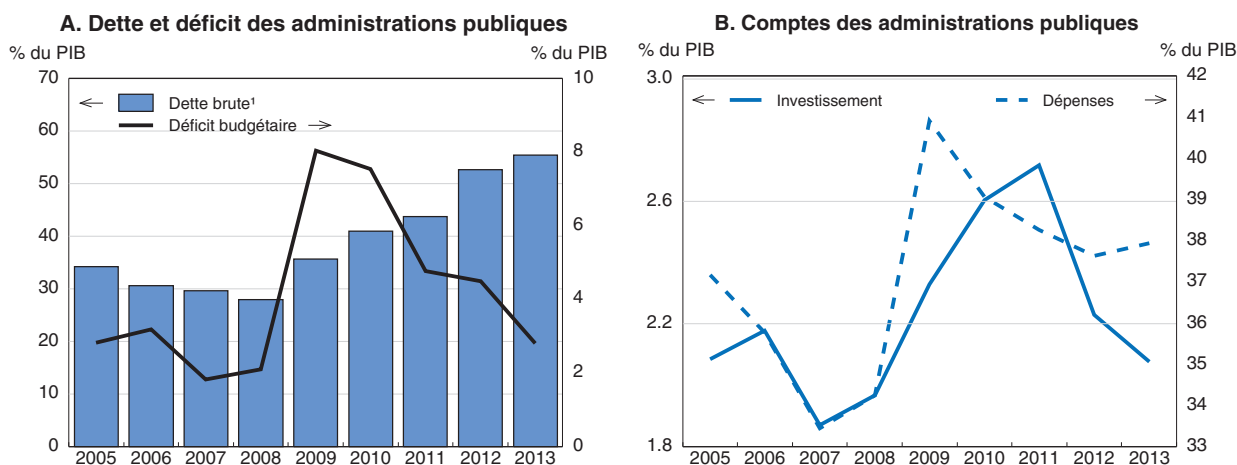 A. Dette et déficit des administrations publiques
% du PIB
% du PIB
70
60
50
40
30
20
10
0
10
8
6
4
2
0
Dette brute¹
Déficit budgétaire
2005 2006 2007 2008 2009 2010 2011 2012 2013
B. Comptes des administrations publiques
% du PIB
% du PIB
3.0
2.6
2.2
1.8
42
41
40
39
38
37
36
35
34
33
Investissement
Dépenses
2005 2006 2007 2008 2009 2010 2011 2012 2013